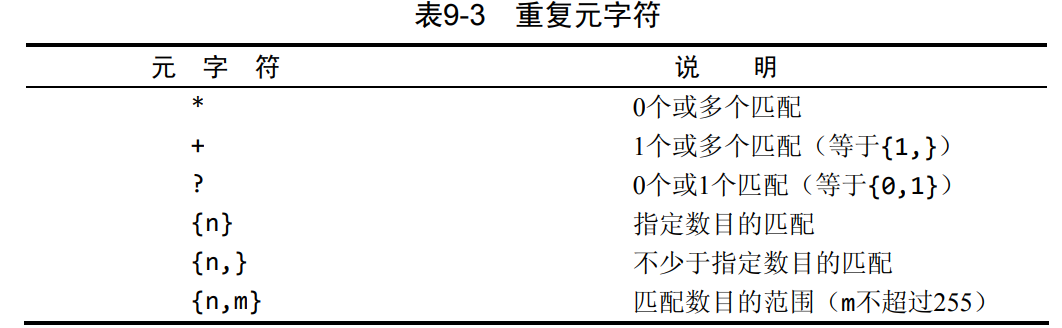 表9-3 重复元字符
元 字 符 说 明
* 0个或多个匹配
+ 1个或多个匹配（等于{1,}）
? 0个或1个匹配（等于{0,1}）
{n} 指定数目的匹配
{n,} 不少于指定数目的匹配
{n,m} 匹配数目的范围（m不超过255）